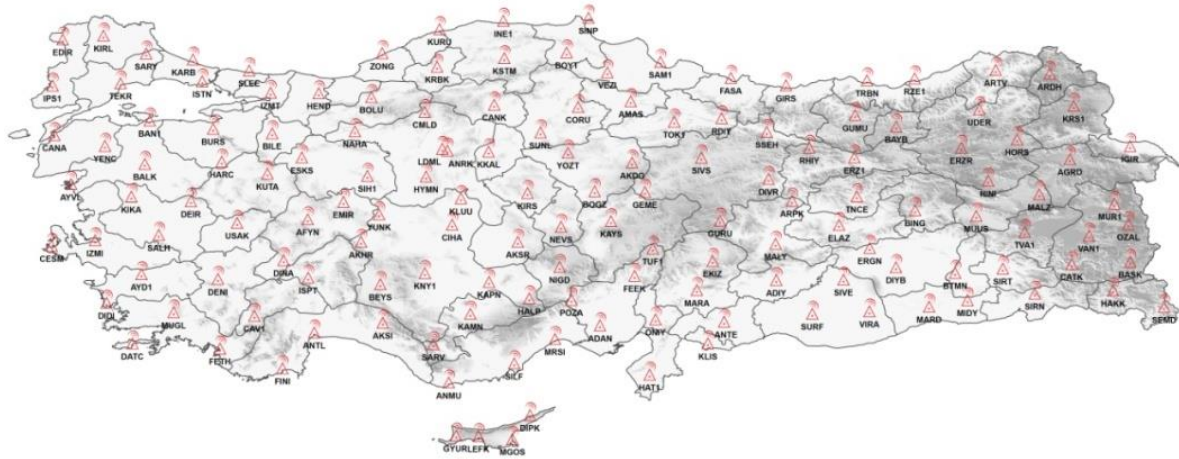 INE1
SINP
KURU
EDIR
KIRL
SARY
KARB
ZONG
KSTM
BOYT
KRBK
SAM1
VEZI
SLEE
ISTN
IPS1
TEKR
IZMT
HEND
BOLU
FASA
GIRS
TRBN
RZE1
ARTV
ARDH
CANK
CORU
AMAS
CMLD
BAN1
TOK1
RDIY
GUMU
BAYB
UDER
KRS1
CANA
YENC
BURS
BILE
NAHA
SUNL
SSEH
LDML
ANRK
KKAL
YOZT
RHIY
ERZR
HORS
IGIR
BALK
HARC
KUTA
ESKS
SIH1
HYMN
AKDG
SIVS
ERZ1
AGRD
AYVL
KIKA
DEIR
EMIR
KLUU
KIRS
BOGZ
GEME
DIVR
ARPK
TNCE
HINI
MALZ
MUR1
USAK
AFYN
YUNK
CIHA
NEVS
KAYS
GURU
ELAZ
BING
MUUS
TVA1
VAN1
OZAL
CESM
IZMI
SALH
AKHR
AKSR
MALY
ERGN
DINA
TUF1
EKIZ
AYD1
DENI
ISPT
BEYS
KNY1
KAPN
NIGD
FEEK
ADIY
SIVE
DIYB
BTMN
SIRT
CATK
BASK
DIDI
MUGL
CAV1
AKSI
KAMN
HALP
POZA
MARA
SURF
VIRA
MARD
MIDY
SIRN
HAKK
SEMD
DATC
FETH
ANTL
SARV
MRSI
ADAN
ONIY
ANTE
KLIS
FINI
SILF
HAT1
ANMU
DIPK
GYUR
LEFK
MGOS